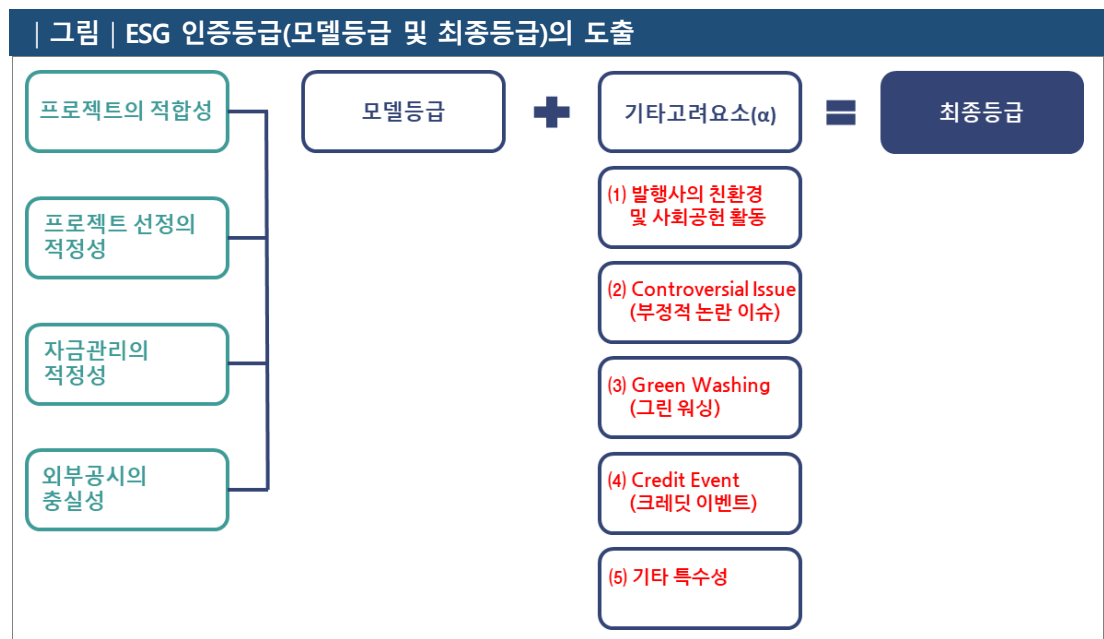 | 그림 | ESG 인증등급(모델등급 및 최종등급)의 도출
프로젝트의 적합성
모델등급
기타고려요소(α)
최종등급
프로젝트 선정의
적정성
자금관리의
적정성
외부공시의
충실성
(1) 발행사의 친환경
및 사회공헌 활동
(2) Controversial Issue
(부정적 논란 이슈)
(3) Green Washing
(그린 워싱)
(4) Credit Event
(크레딧 이벤트)
(5) 기타 특수성